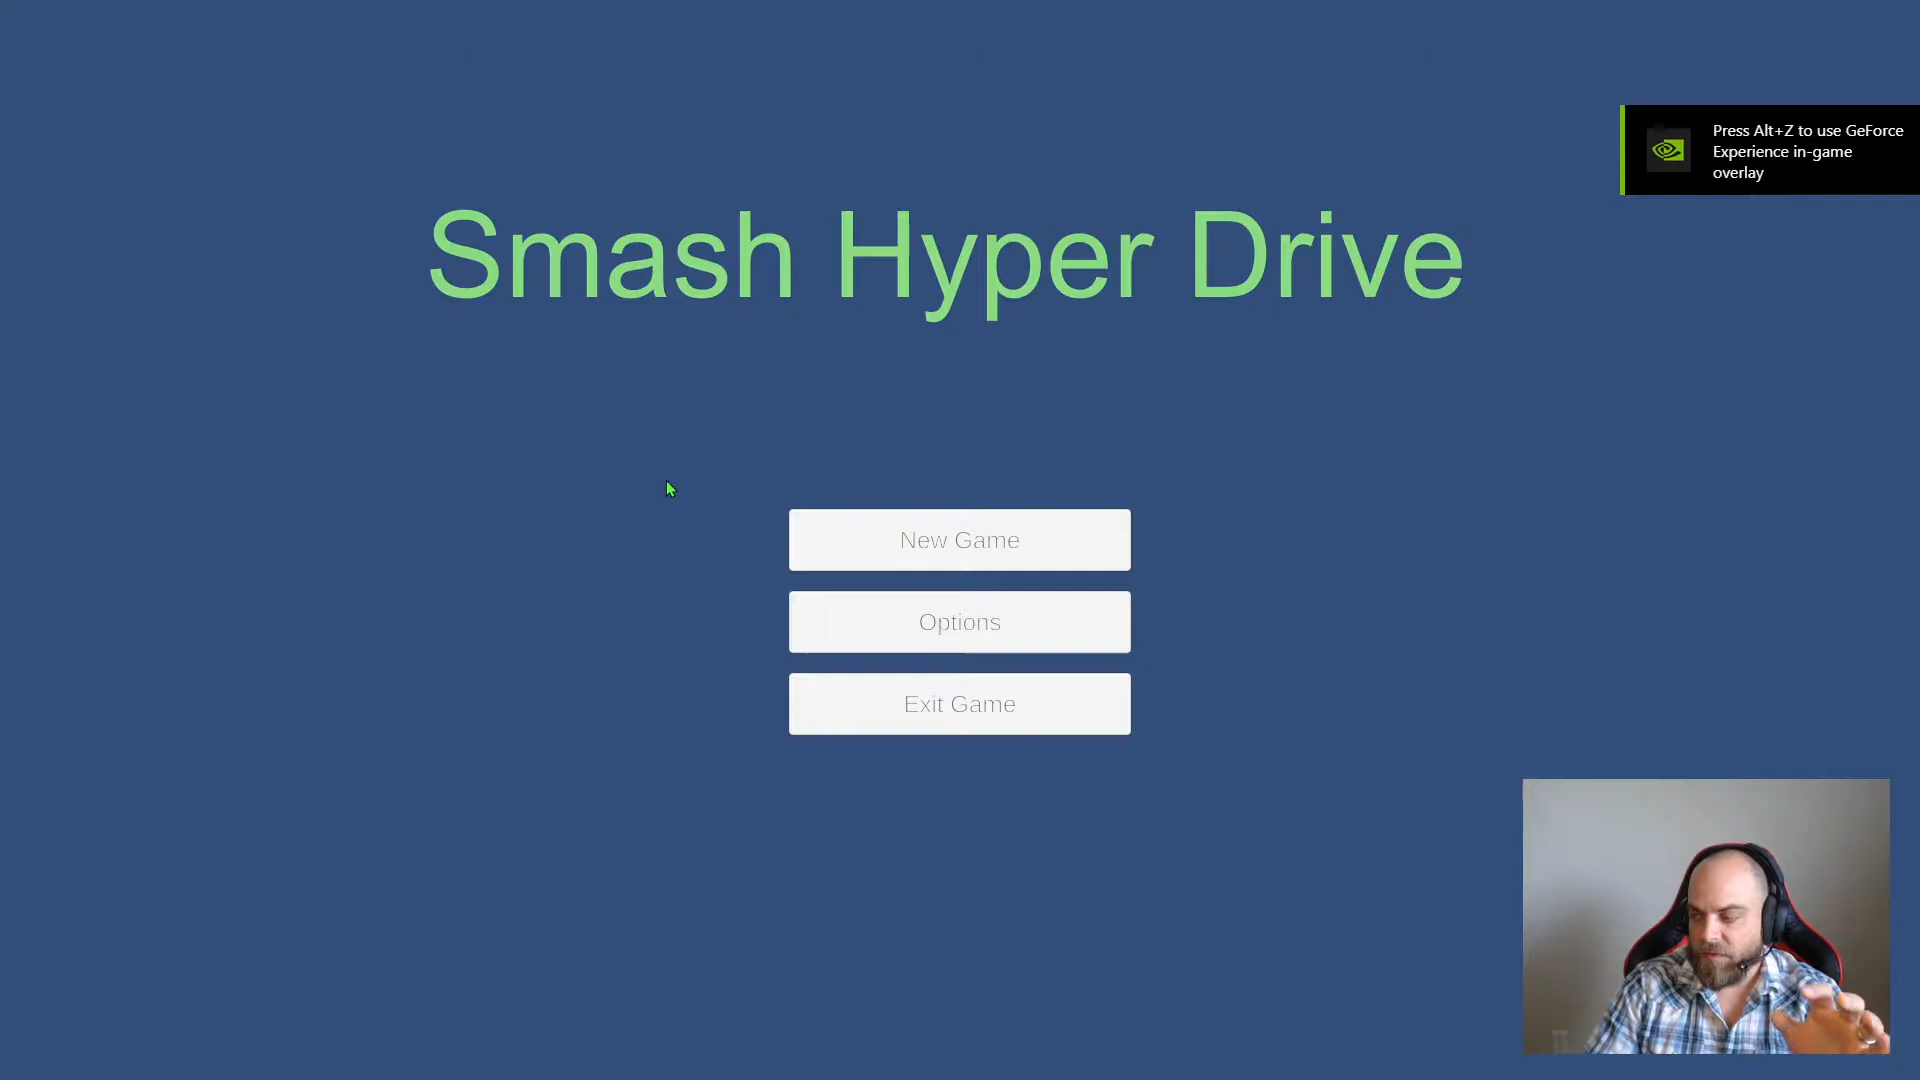 Press Alt+Z to use GeForce
Experience in-game
overlay
Smash Hyper Drive
New Game
Options
Exit Game